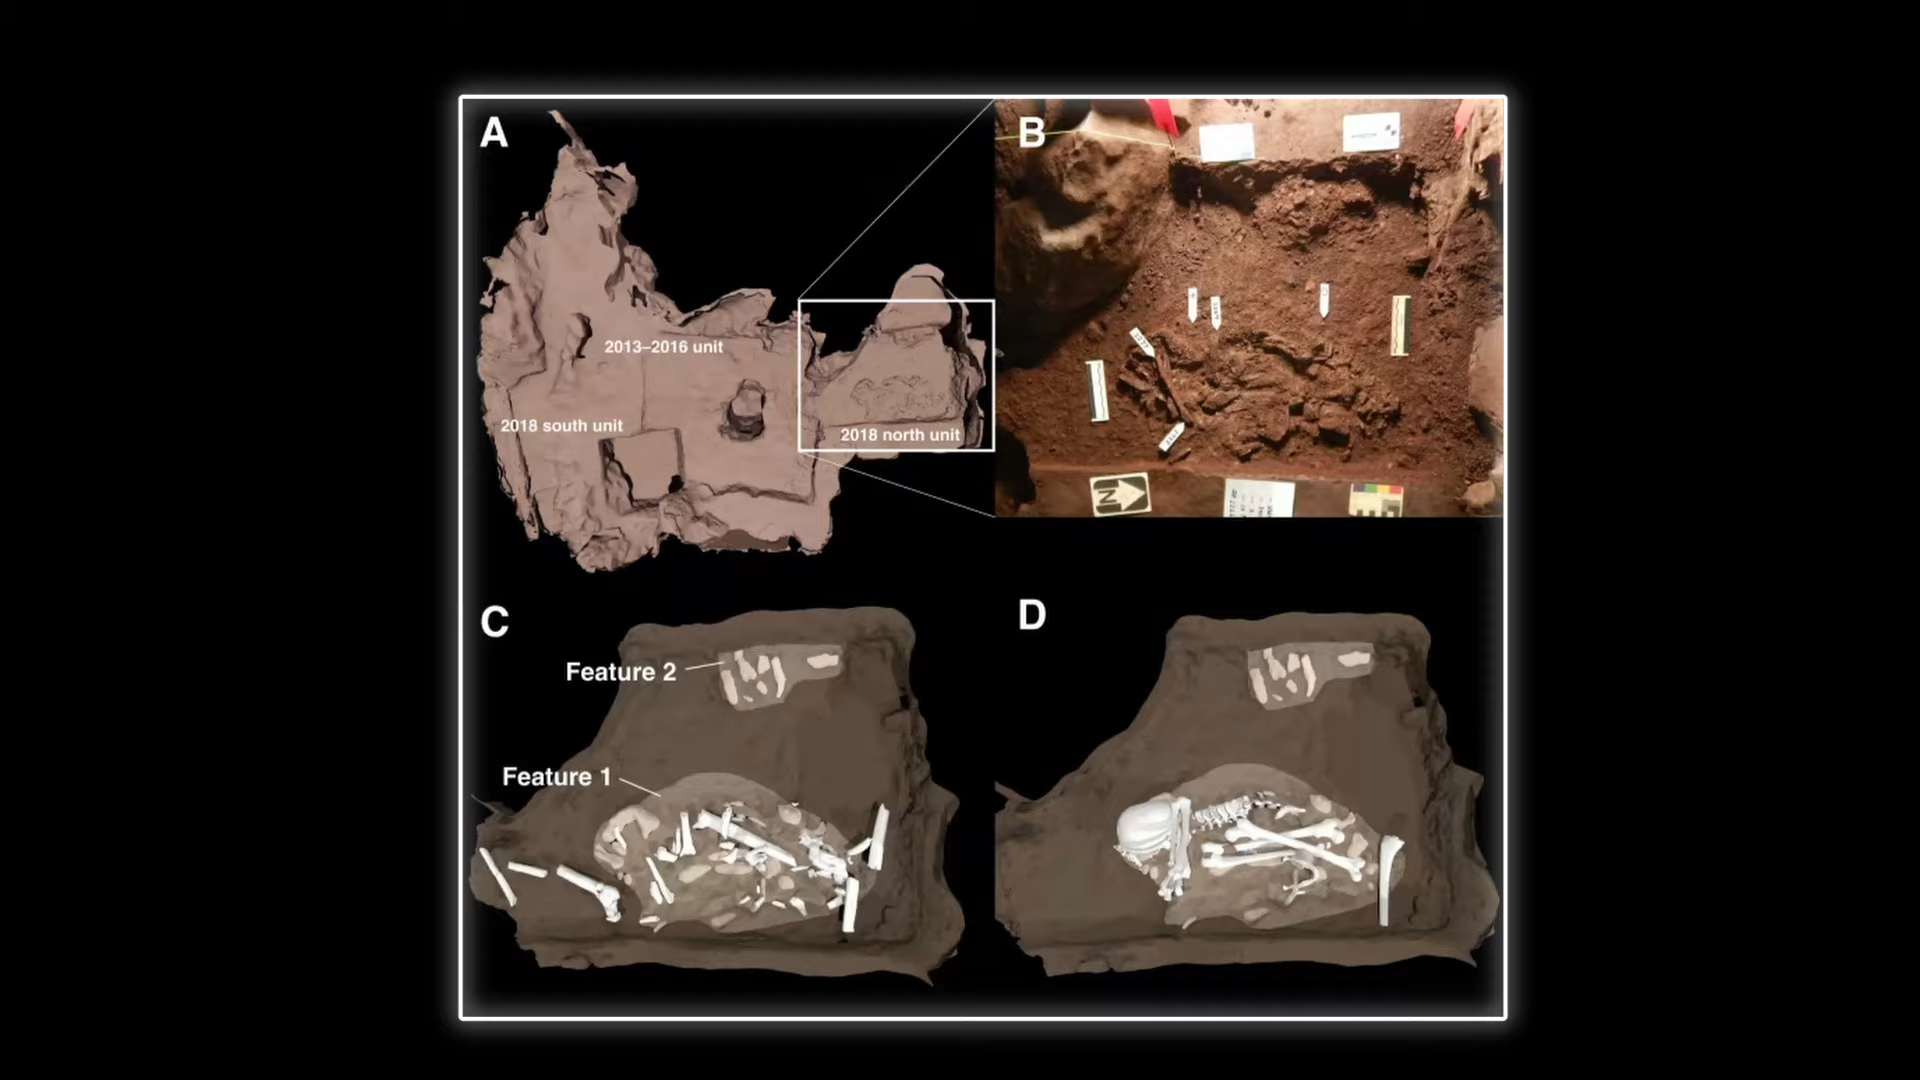 A
B
2013–2016 unit
2018 south unit
2018 north unit
N
C
D
Feature 2
Feature 1